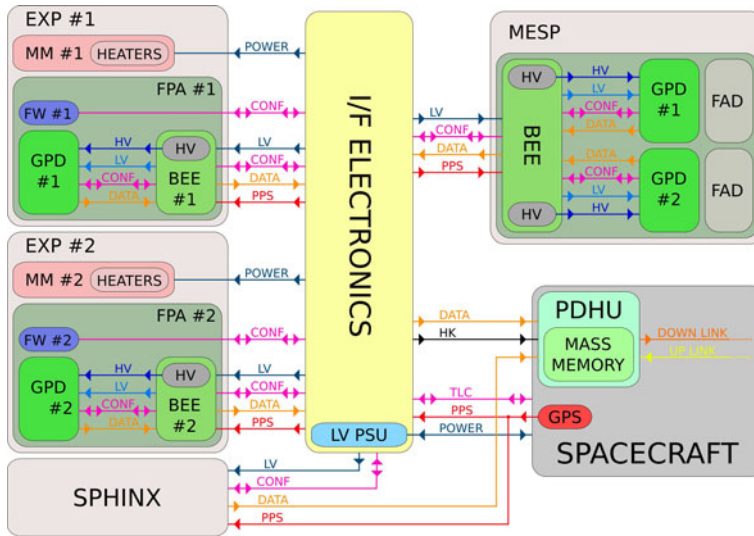 EXP #1
MM #1
HEATERS
POWER
FPA #1
FW #1
CONF
GPD
#1
HV
LV
CONF
DATA
HV
BEE
#1
LV
CONF
DATA
PPS
EXP #2
MM #2
HEATERS
POWER
FPA #2
FW #2
CONF
GPD
#2
HV
LV
CONF
DATA
HV
BEE
#2
LV
CONF
DATA
PPS
SPHINX
LV
CONF
DATA
PPS
I/F ELECTRONICS
LV PSU
LV
CONF
DATA
PPS
MESP
BEE
HV
HV
HV
LV
CONF
DATA
DATA
CONF
LV
HV
GPD
#1
GPD
#2
FAD
FAD
DATA
HK
TLC
PPS
POWER
PDHU
MASS
MEMORY
DOWN LINK
UP LINK
GPS
SPACECRAFT